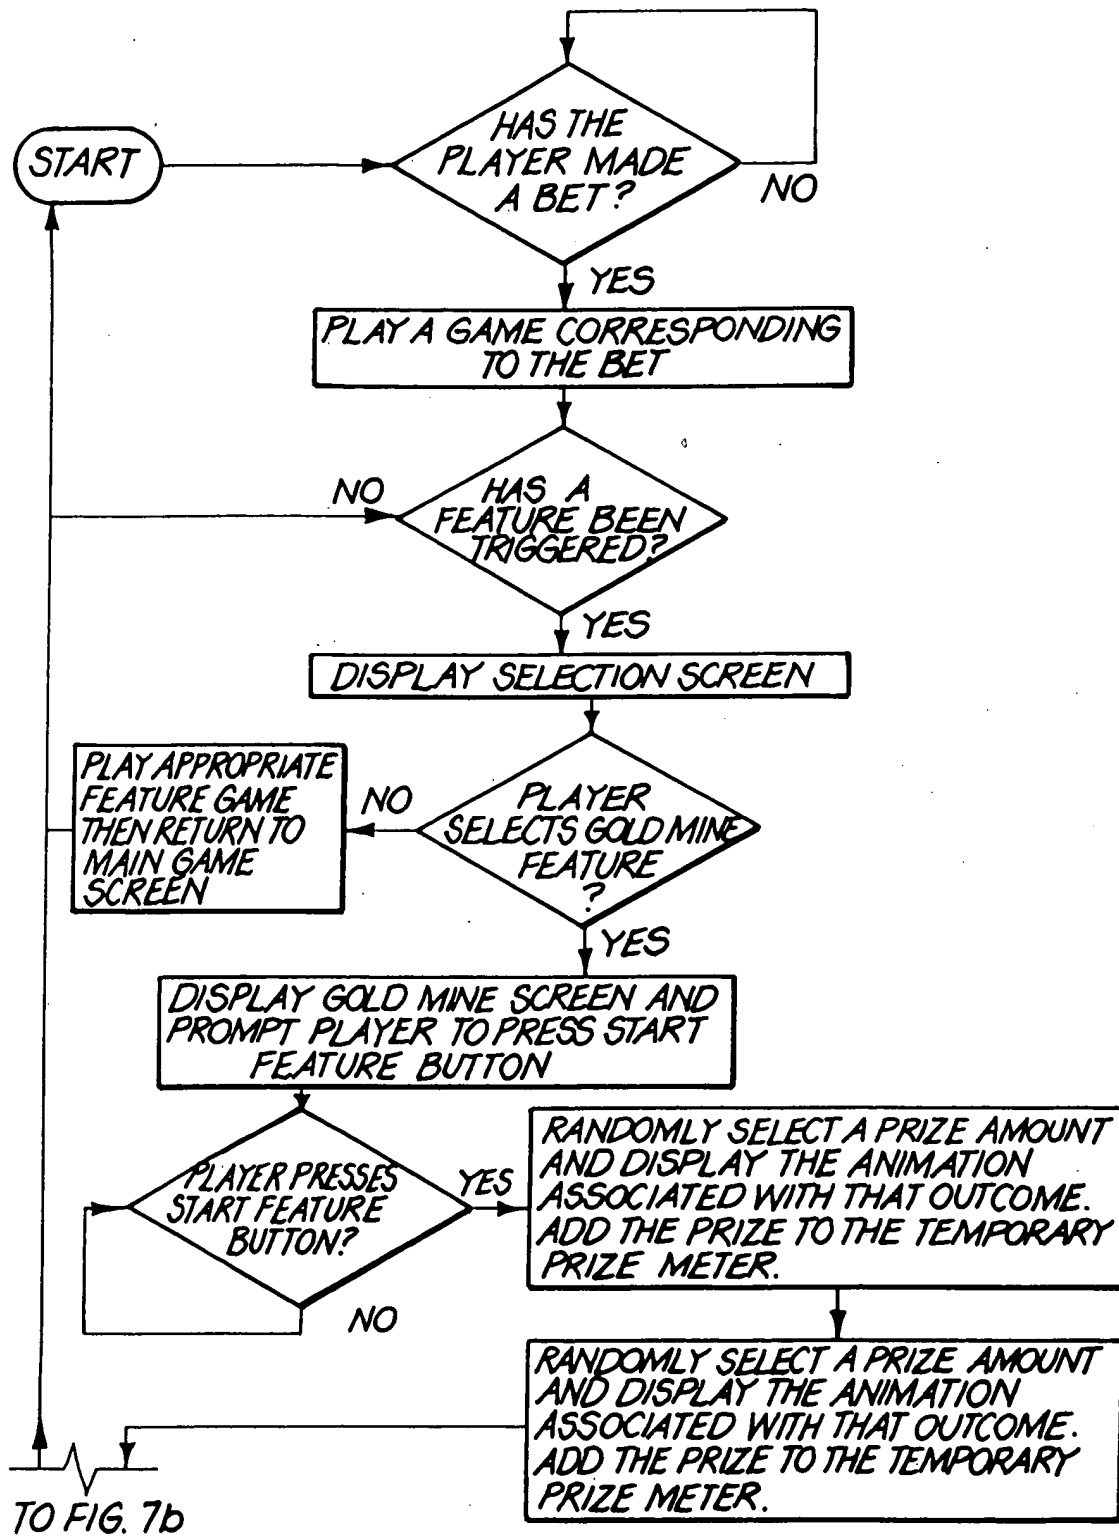 HAS THE
PLAYER MADE
A BET?
START
NO
YES
PLAY A GAME CORRESPONDING
TO THE BET
NO
HAS A
FEATURE BEEN
TRIGGERED?
YES
DISPLAY SELECTION SCREEN
PLAY APPROPRIATE
FEATURE GAME
THEN RETURN TO
MAIN GAME
SCREEN
NO
PLAYER
SELECTS GOLD MINE
FEATURE
?
YES
DISPLAY GOLD MINE SCREEN AND
PROMPT PLAYER TO PRESS START
FEATURE BUTTON
PLAYER PRESSES
START FEATURE
BUTTON?
YES
NO
RANDOMLY SELECT A PRIZE AMOUNT
AND DISPLAY THE ANIMATION
ASSOCIATED WITH THAT OUTCOME.
ADD THE PRIZE TO THE TEMPORARY
PRIZE METER.
RANDOMLY SELECT A PRIZE AMOUNT
AND DISPLAY THE ANIMATION
ASSOCIATED WITH THAT OUTCOME.
ADD THE PRIZE TO THE TEMPORARY
PRIZE METER.
TO FIG. 7b